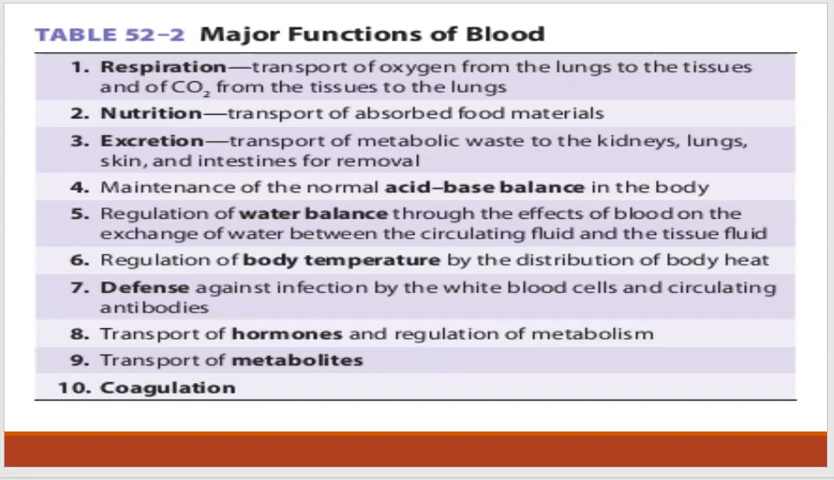 TABLE 52–2 Major Functions of Blood
1. Respiration—transport of oxygen from the lungs to the tissues
and of CO₂ from the tissues to the lungs
2. Nutrition—transport of absorbed food materials
3. Excretion—transport of metabolic waste to the kidneys, lungs,
skin, and intestines for removal
4. Maintenance of the normal acid–base balance in the body
5. Regulation of water balance through the effects of blood on the
exchange of water between the circulating fluid and the tissue fluid
6. Regulation of body temperature by the distribution of body heat
7. Defense against infection by the white blood cells and circulating
antibodies
8. Transport of hormones and regulation of metabolism
9. Transport of metabolites
10. Coagulation